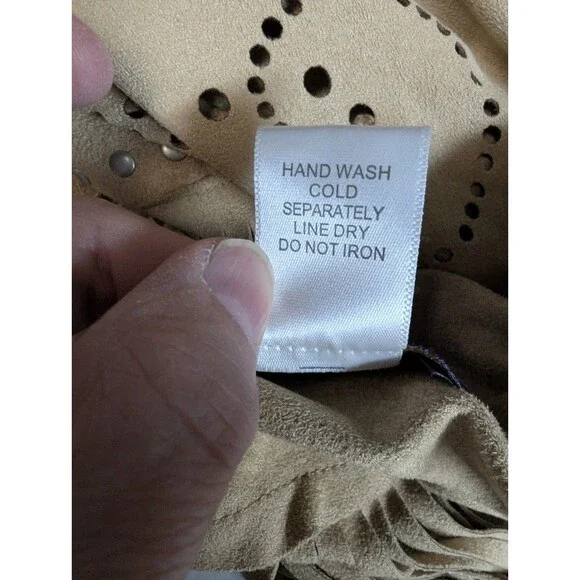 HAND WASH
COLD
SEPARATELY
LINE DRY
DO NOT IRON